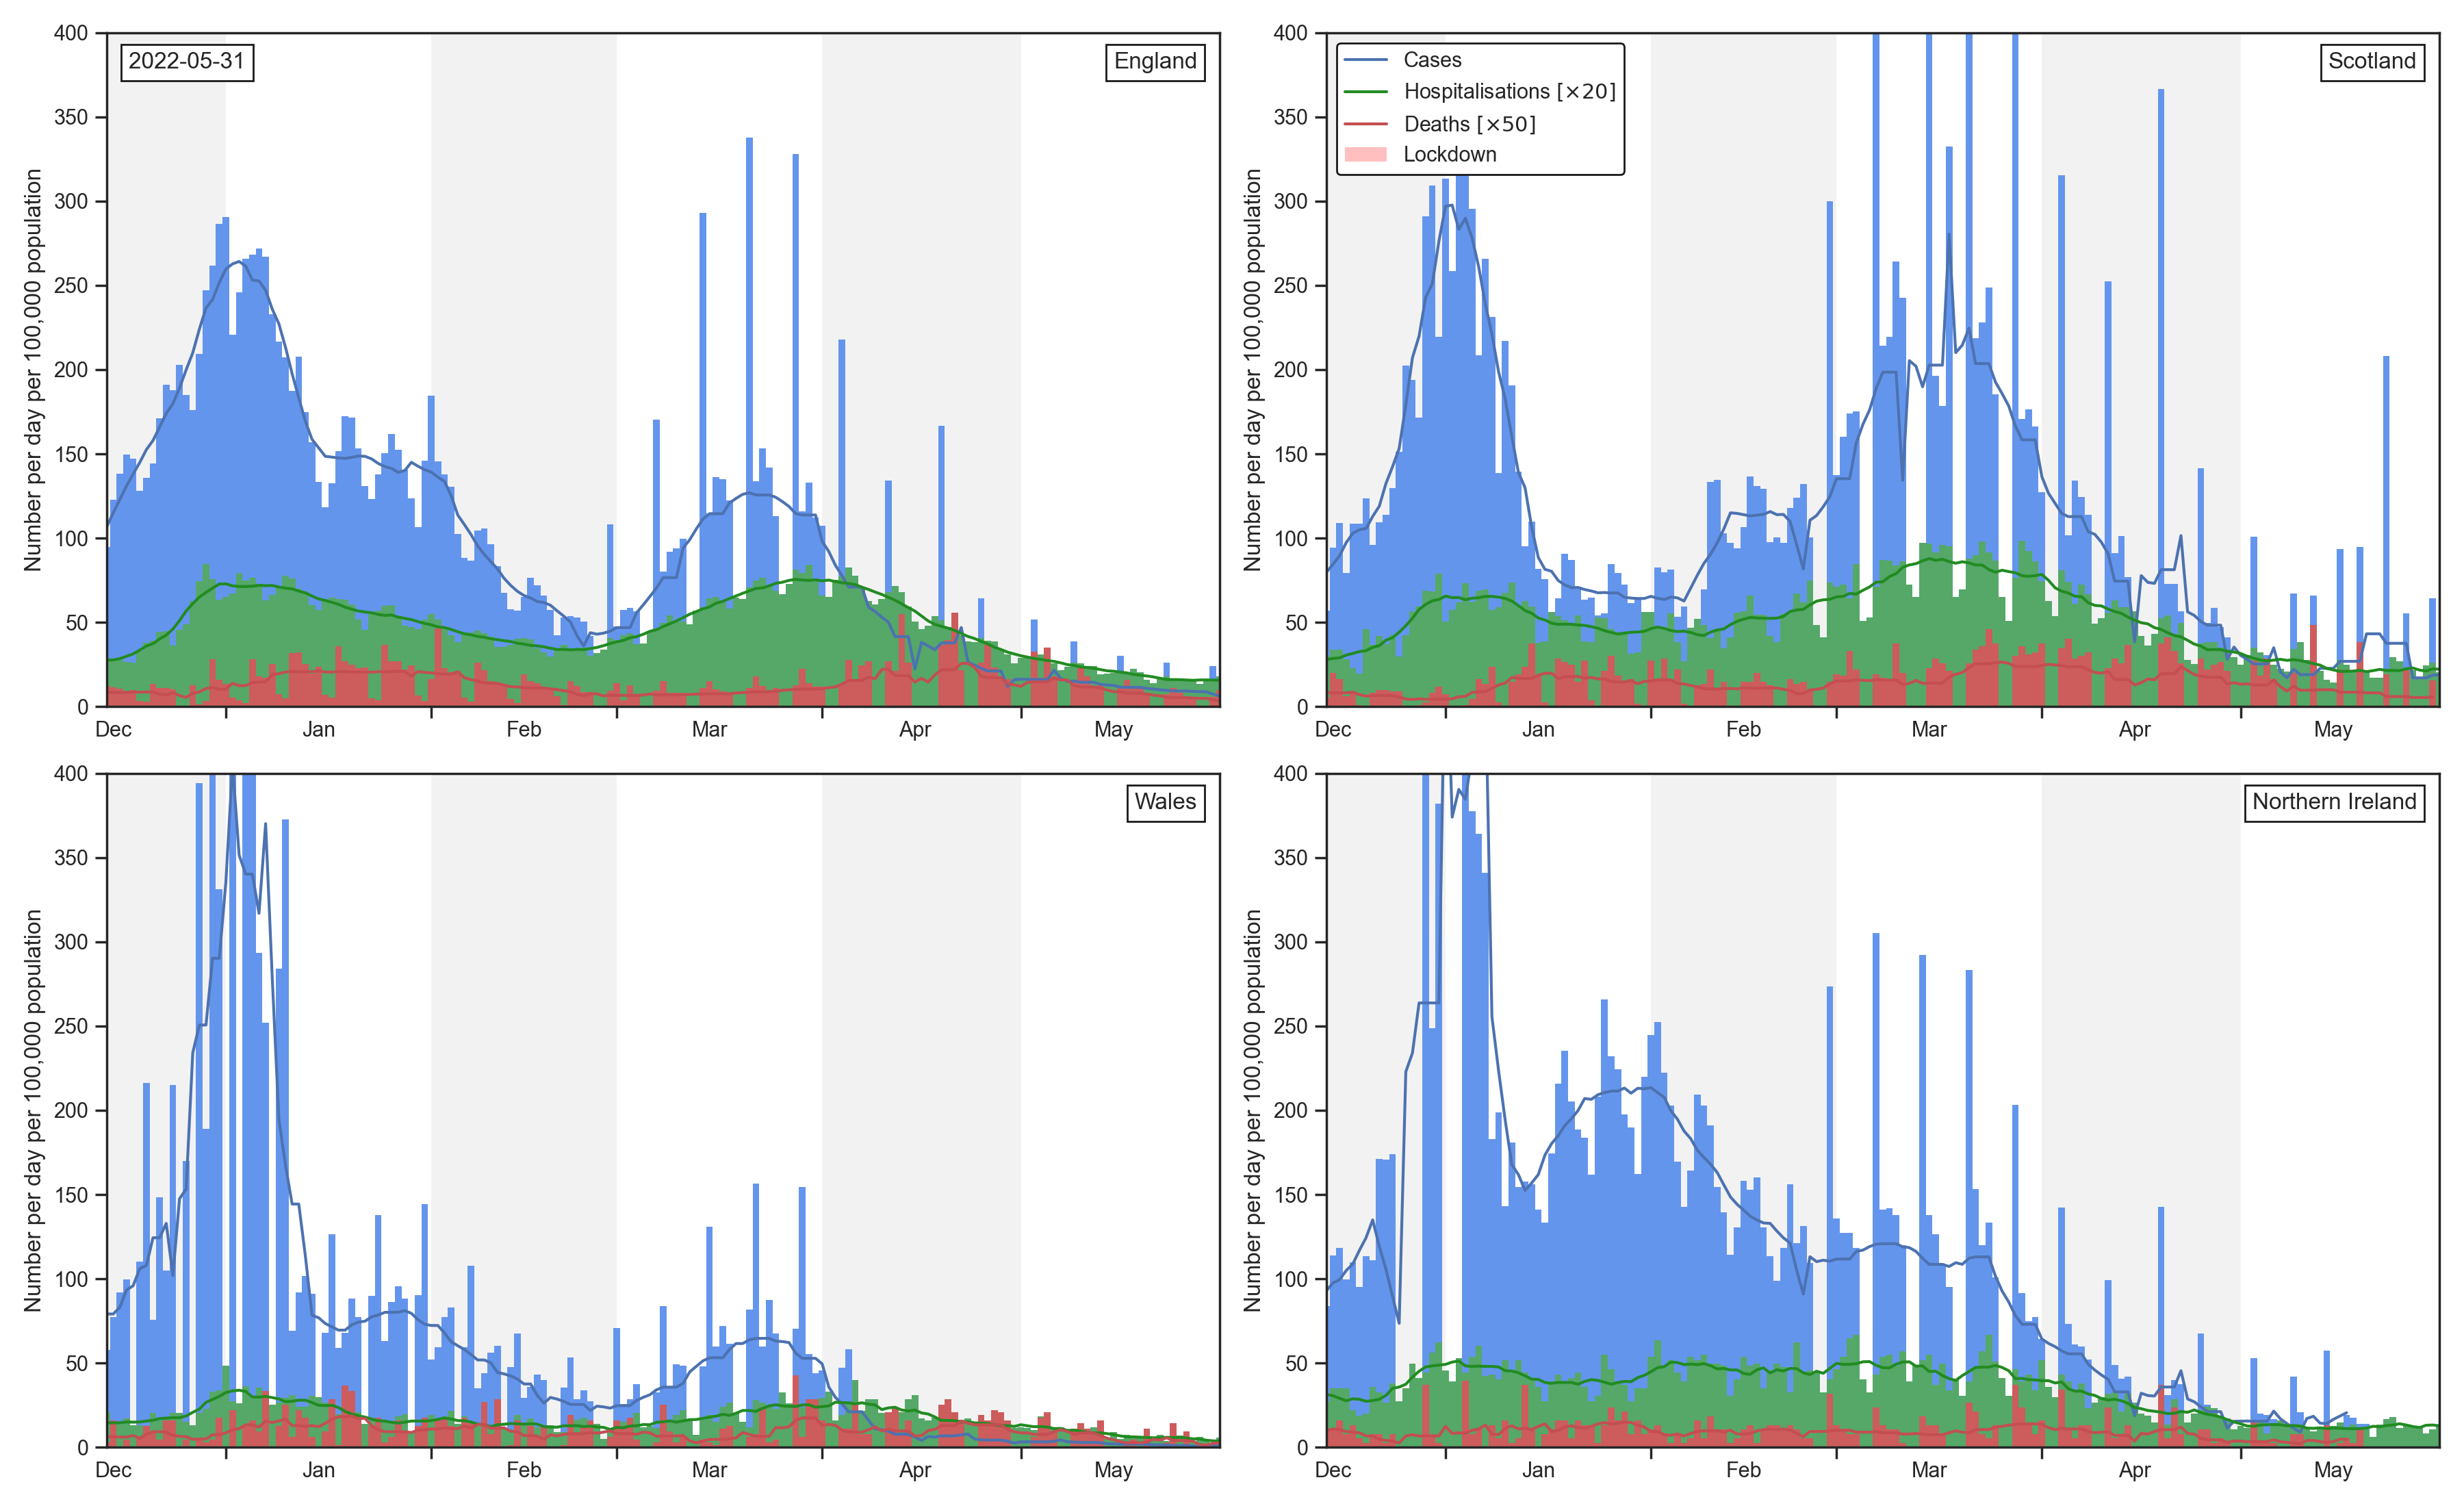 400
350
300
250
200
150
100
50
0
Number per day per 100,000 population
2022-05-31
England
Dec Jan Feb Mar Apr May
400
350
300
250
200
150
100
50
0
Number per day per 100,000 population
Cases
Hospitalisations [×20]
Deaths [×50]
Lockdown
Scotland
Dec Jan Feb Mar Apr May
400
350
300
250
200
150
100
50
0
Number per day per 100,000 population
Wales
Dec Jan Feb Mar Apr May
400
350
300
250
200
150
100
50
0
Number per day per 100,000 population
Northern Ireland
Dec Jan Feb Mar Apr May